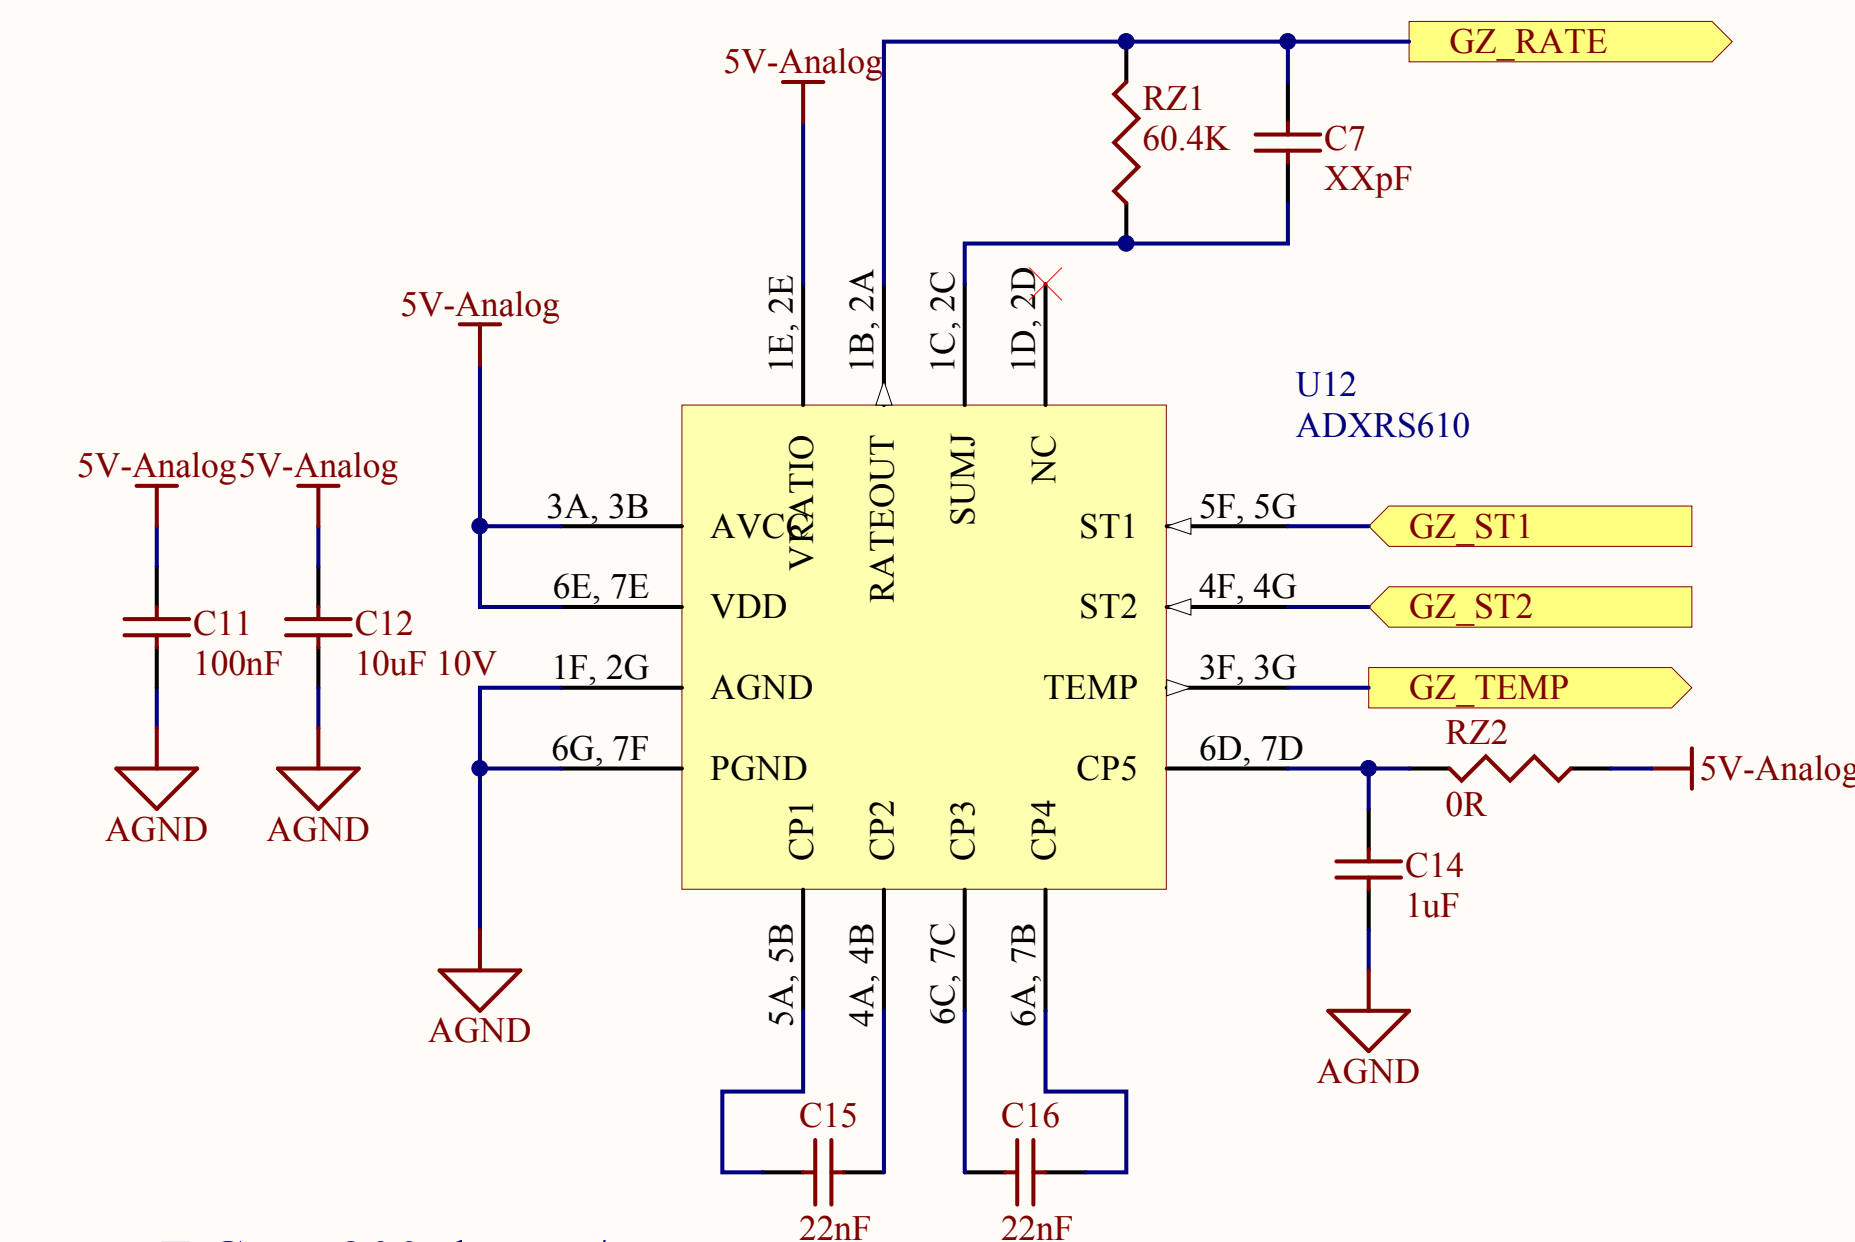 GZ_RATE
5V-Analog
RZ1
60.4K
C7
XXpF
1E, 2E
1B, 2A
1C, 2C
1D, 2D
5V-Analog
U12
ADXRS610
5V-Analog
5V-Analog
VRATIO
RATEOUT
SUMJ
NC
3A, 3B
AVCC
ST1
5F, 5G
GZ_ST1
6E, 7E
VDD
ST2
4F, 4G
GZ_ST2
C11
100nF
C12
10uF 10V
1F, 2G
AGND
TEMP
3F, 3G
GZ_TEMP
6G, 7F
PGND
CP5
6D, 7D
RZ2
0R
5V-Analog
AGND
AGND
CP1
CP2
CP3
CP4
C14
1uF
5A, 5B
4A, 4B
6C, 7C
6A, 7B
AGND
AGND
C15
22nF
C16
22nF